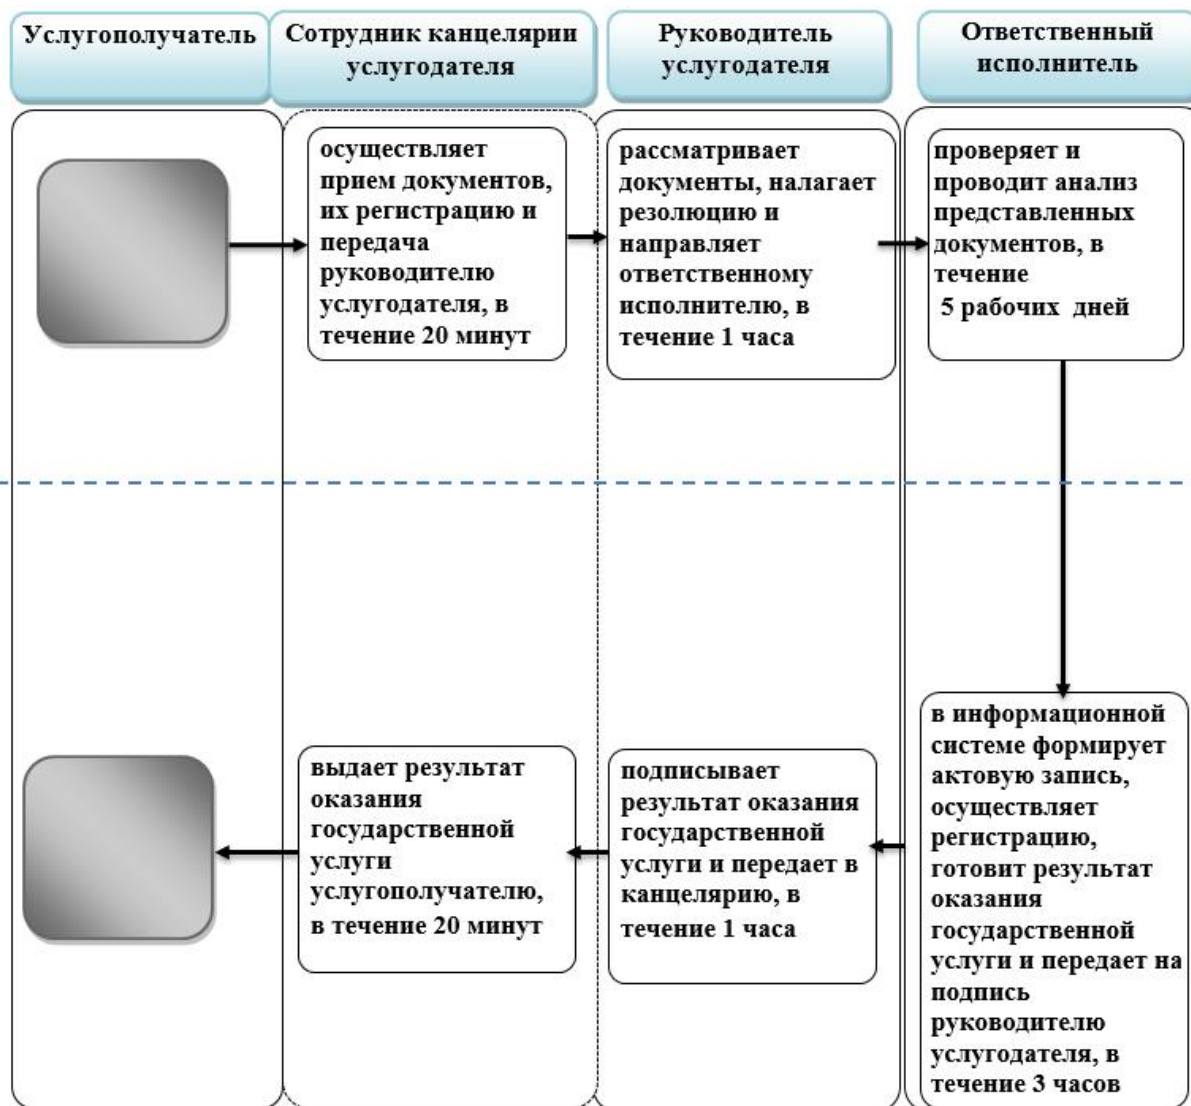 Услугополучатель
Сотрудник канцелярии
услугодателя
Руководитель
услугодателя
Ответственный
исполнитель
осуществляет
прием документов,
их регистрацию и
передача
руководителю
услугодателя, в
течение 20 минут
рассматривает
документы, налагает
резолюцию и
направляет
ответственному
исполнителю, в
течение 1 часа
проверяет и
проводит анализ
представленных
документов, в
течение
5 рабочих дней
в информационной
системе формирует
актовую запись,
осуществляет
регистрацию,
готовит результат
оказания
государственной
услуги и передает на
подпись
руководителю
услугодателя, в
течение 3 часов
подписывает
результат оказания
государственной
услуги и передает в
канцелярию, в
течение 1 часа
выдает результат
оказания
государственной
услуги
услугополучателю,
в течение 20 минут